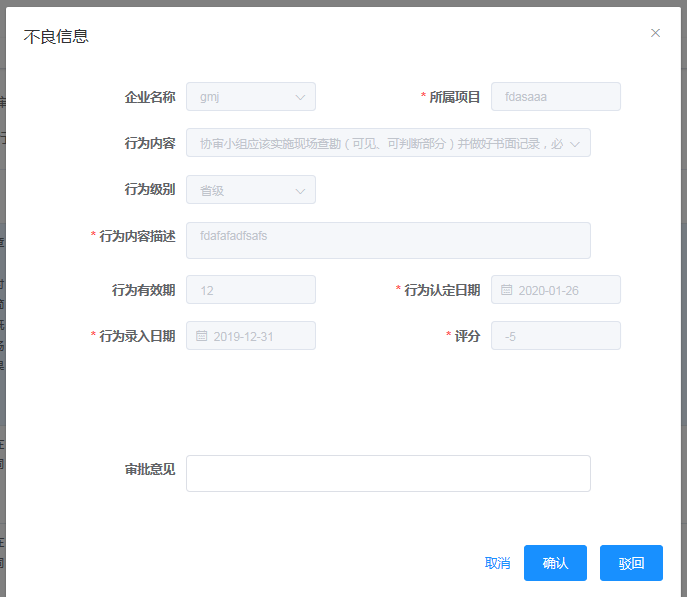 不良信息
企业名称 gmj * 所属项目 fdasaaa
行为内容 协审小组应该实施现场查勘（可见、可判断部分）并做好书面记录，必
行为级别 省级
* 行为内容描述 fdafafadfsafs
行为有效期 12 * 行为认定日期 2020-01-26
* 行为录入日期 2019-12-31 * 评分 -5
审批意见
取消 确认 驳回